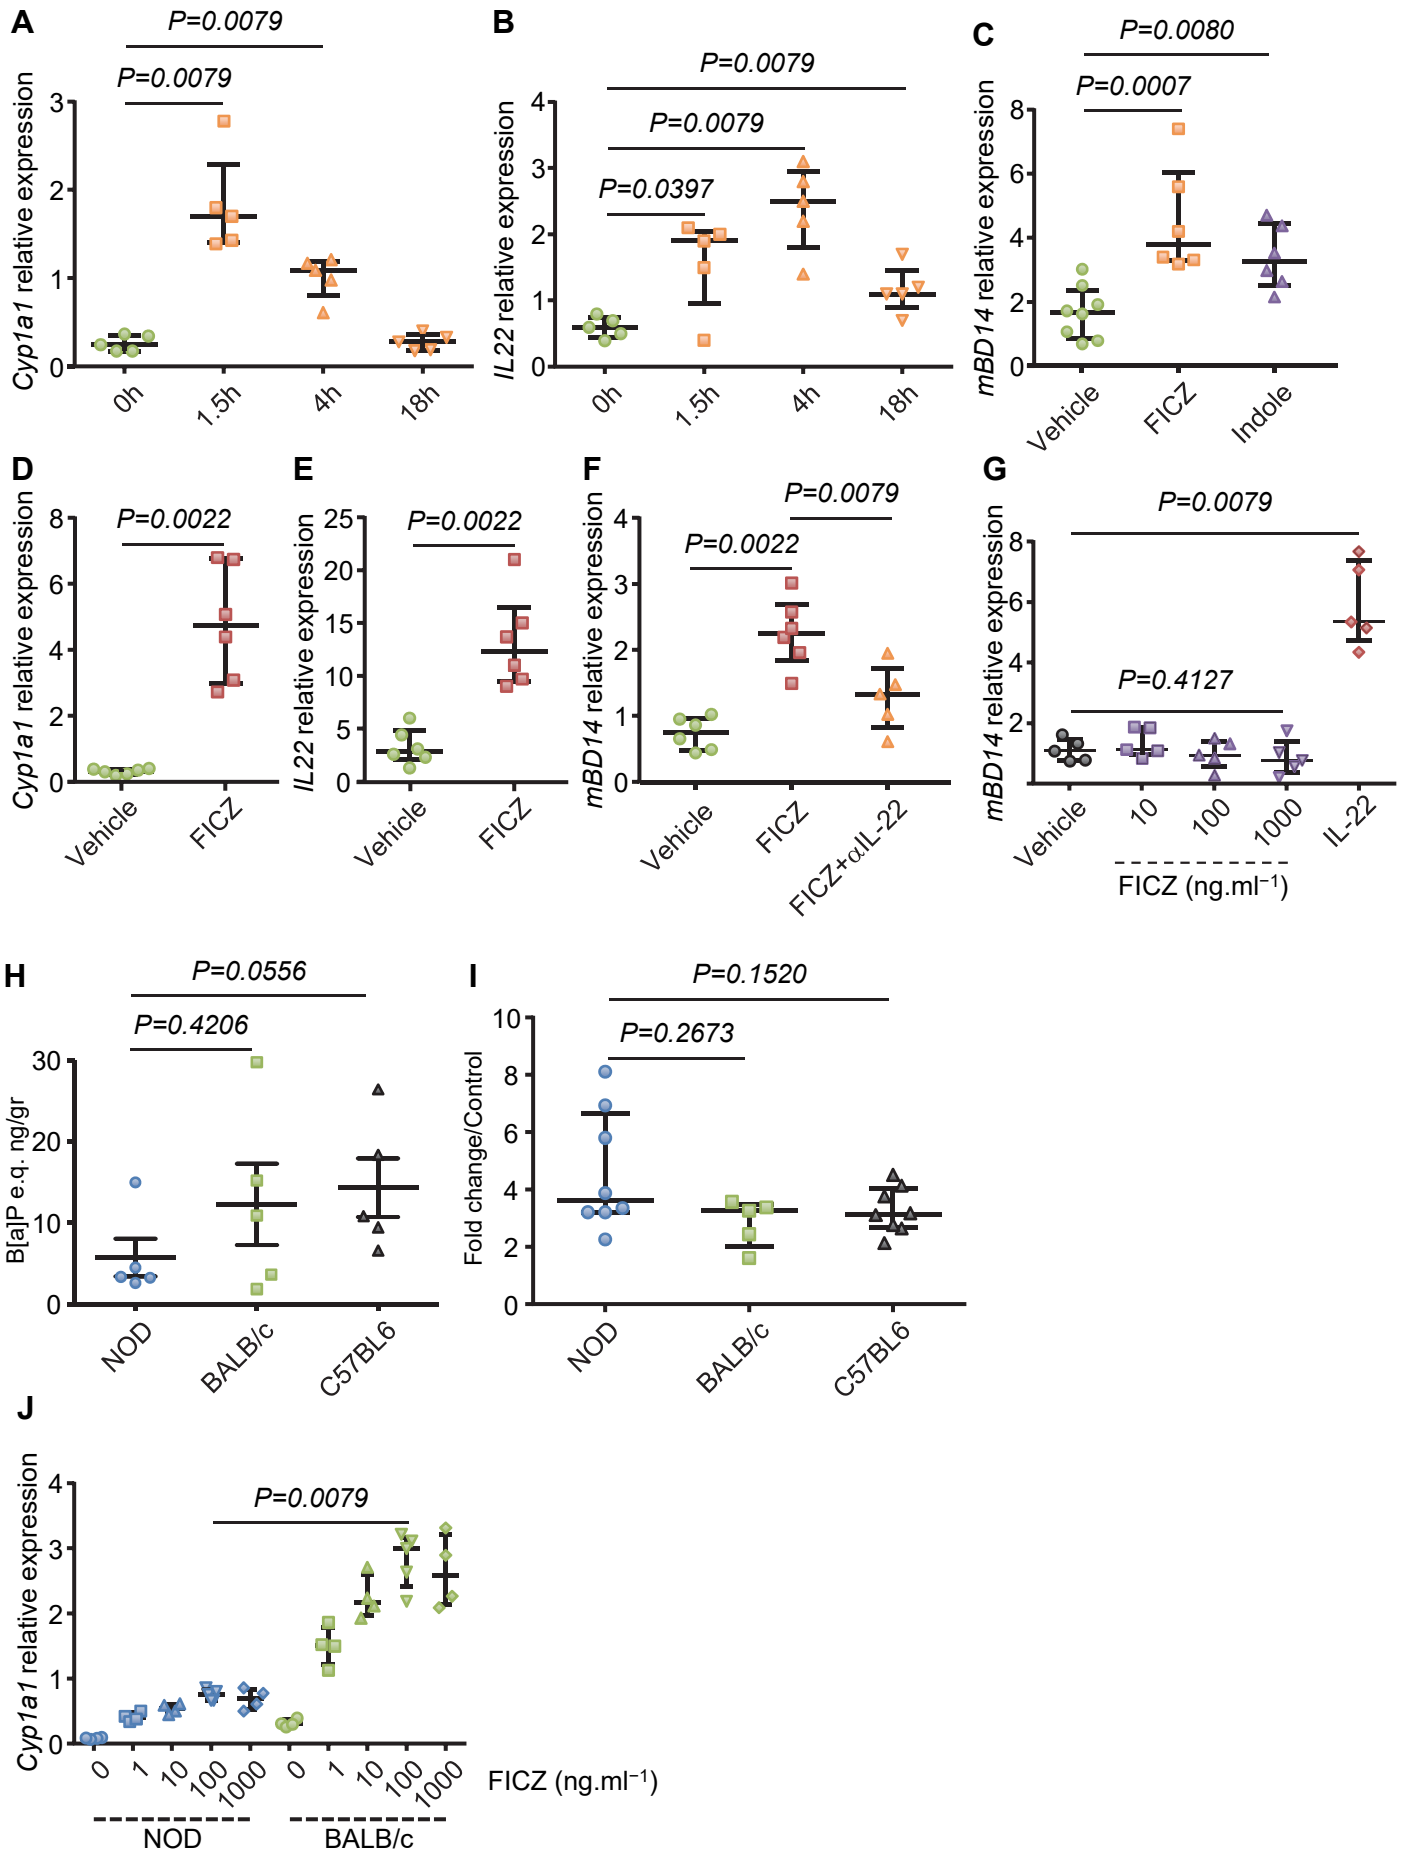 A
P=0.0079
P=0.0079
Cyp1a1 relative expression
3
2
1
0
0h
1.5h
4h
18h
B
P=0.0079
P=0.0079
P=0.0397
IL22 relative expression
4
3
2
1
0
0h
1.5h
4h
18h
C
P=0.0080
P=0.0007
mBD14 relative expression
8
6
4
2
0
Vehicle
FICZ
Indole
D
P=0.0022
Cyp1a1 relative expression
8
6
4
2
0
Vehicle
FICZ
E
P=0.0022
IL22 relative expression
25
20
15
10
5
0
Vehicle
FICZ
F
P=0.0079
P=0.0022
mBD14 relative expression
4
3
2
1
0
Vehicle
FICZ
FICZ+αIL-22
G
P=0.0079
P=0.4127
mBD14 relative expression
8
6
4
2
Vehicle
10
100
1000
IL-22
FICZ (ng.ml⁻¹)
H
P=0.0556
P=0.4206
B[a]P e.q. ng/gr
30
20
10
0
NOD
BALB/c
C57BL6
I
P=0.1520
P=0.2673
Fold change/Control
10
8
6
4
2
0
NOD
BALB/c
C57BL6
J
P=0.0079
Cyp1a1 relative expression
4
3
2
1
0
0
1
10
100
1000
0
1
10
100
1000
FICZ (ng.ml⁻¹)
NOD
BALB/c